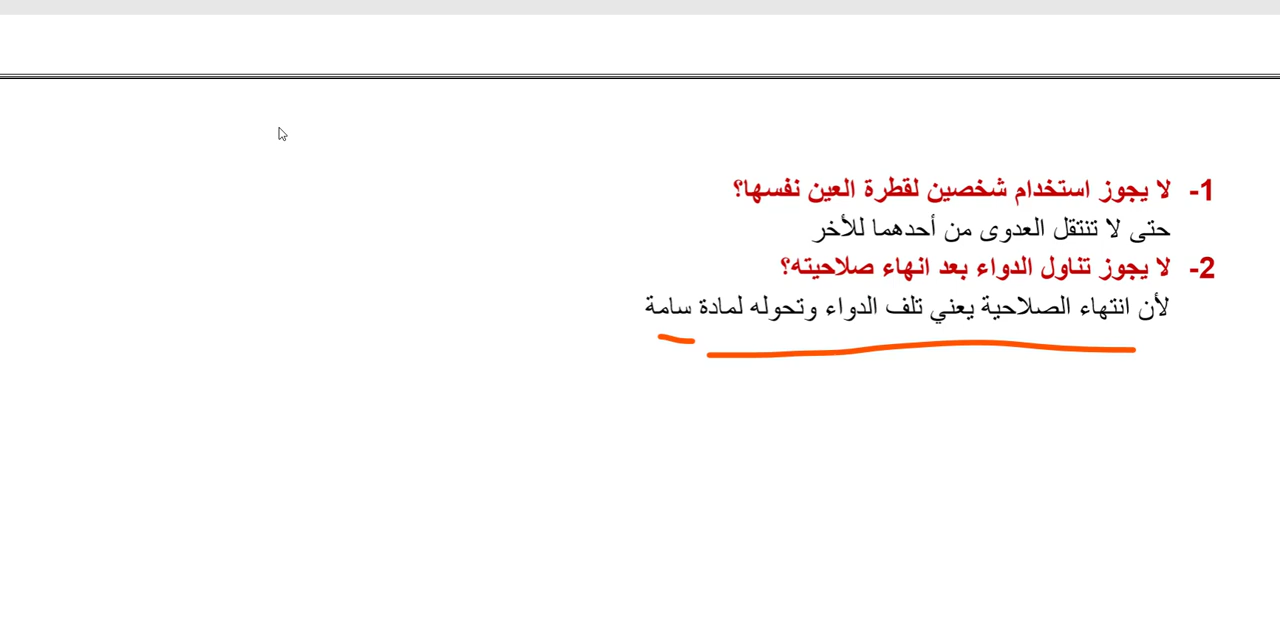 1- لا يجوز استخدام شخصين لقطرة العين نفسها؟
حتى لا تنتقل العدوى من أحدهما للأخر
2- لا يجوز تناول الدواء بعد انهاء صلاحيته؟
لأن انتهاء الصلاحية يعني تلف الدواء وتحوله لمادة سامة